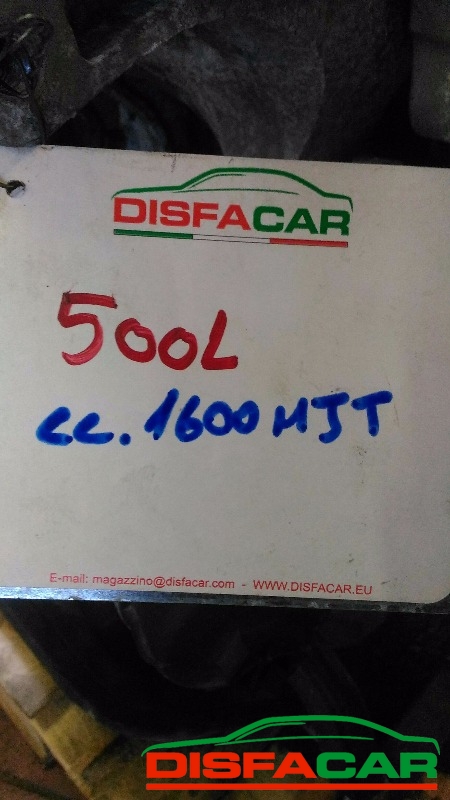 DISFACAR
500L
cc. 1600 MJT
E-mail: magazzino@disfacar.com - WWW.DISFACAR.EU
DISFACAR